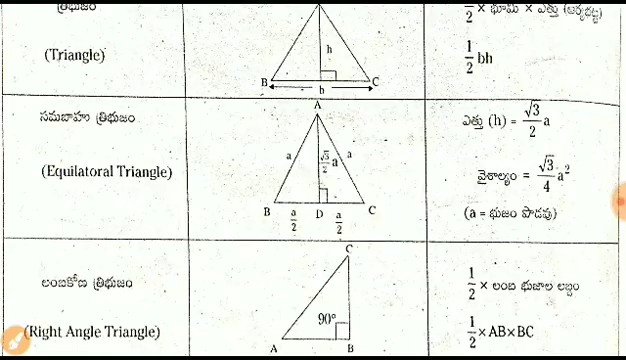 త్రిభుజం
(Triangle)
h
B
C
b
1/2 × భూమి × ఎత్తు
1/2 bh
సమబాహు త్రిభుజం
(Equilatoral Triangle)
A
a
√3/2 a
a
B
a/2
D
a/2
C
ఎత్తు (h) = √3/2 a
వైశాల్యం = √3/4 a²
(a = భుజం పొడవు)
లంబకోణ త్రిభుజం
(Right Angle Triangle)
C
90°
A
B
1/2 × లంబ భుజాల లబ్దం
1/2 × AB × BC